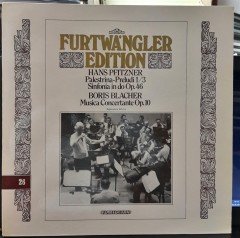 FURTWÄNGLER
EDITION
HANS PFITZNER
Palestrina-Preludi 1/3
Sinfonia in do Op. 46
BORIS BLACHER
Musica Concertante Op. 10
26